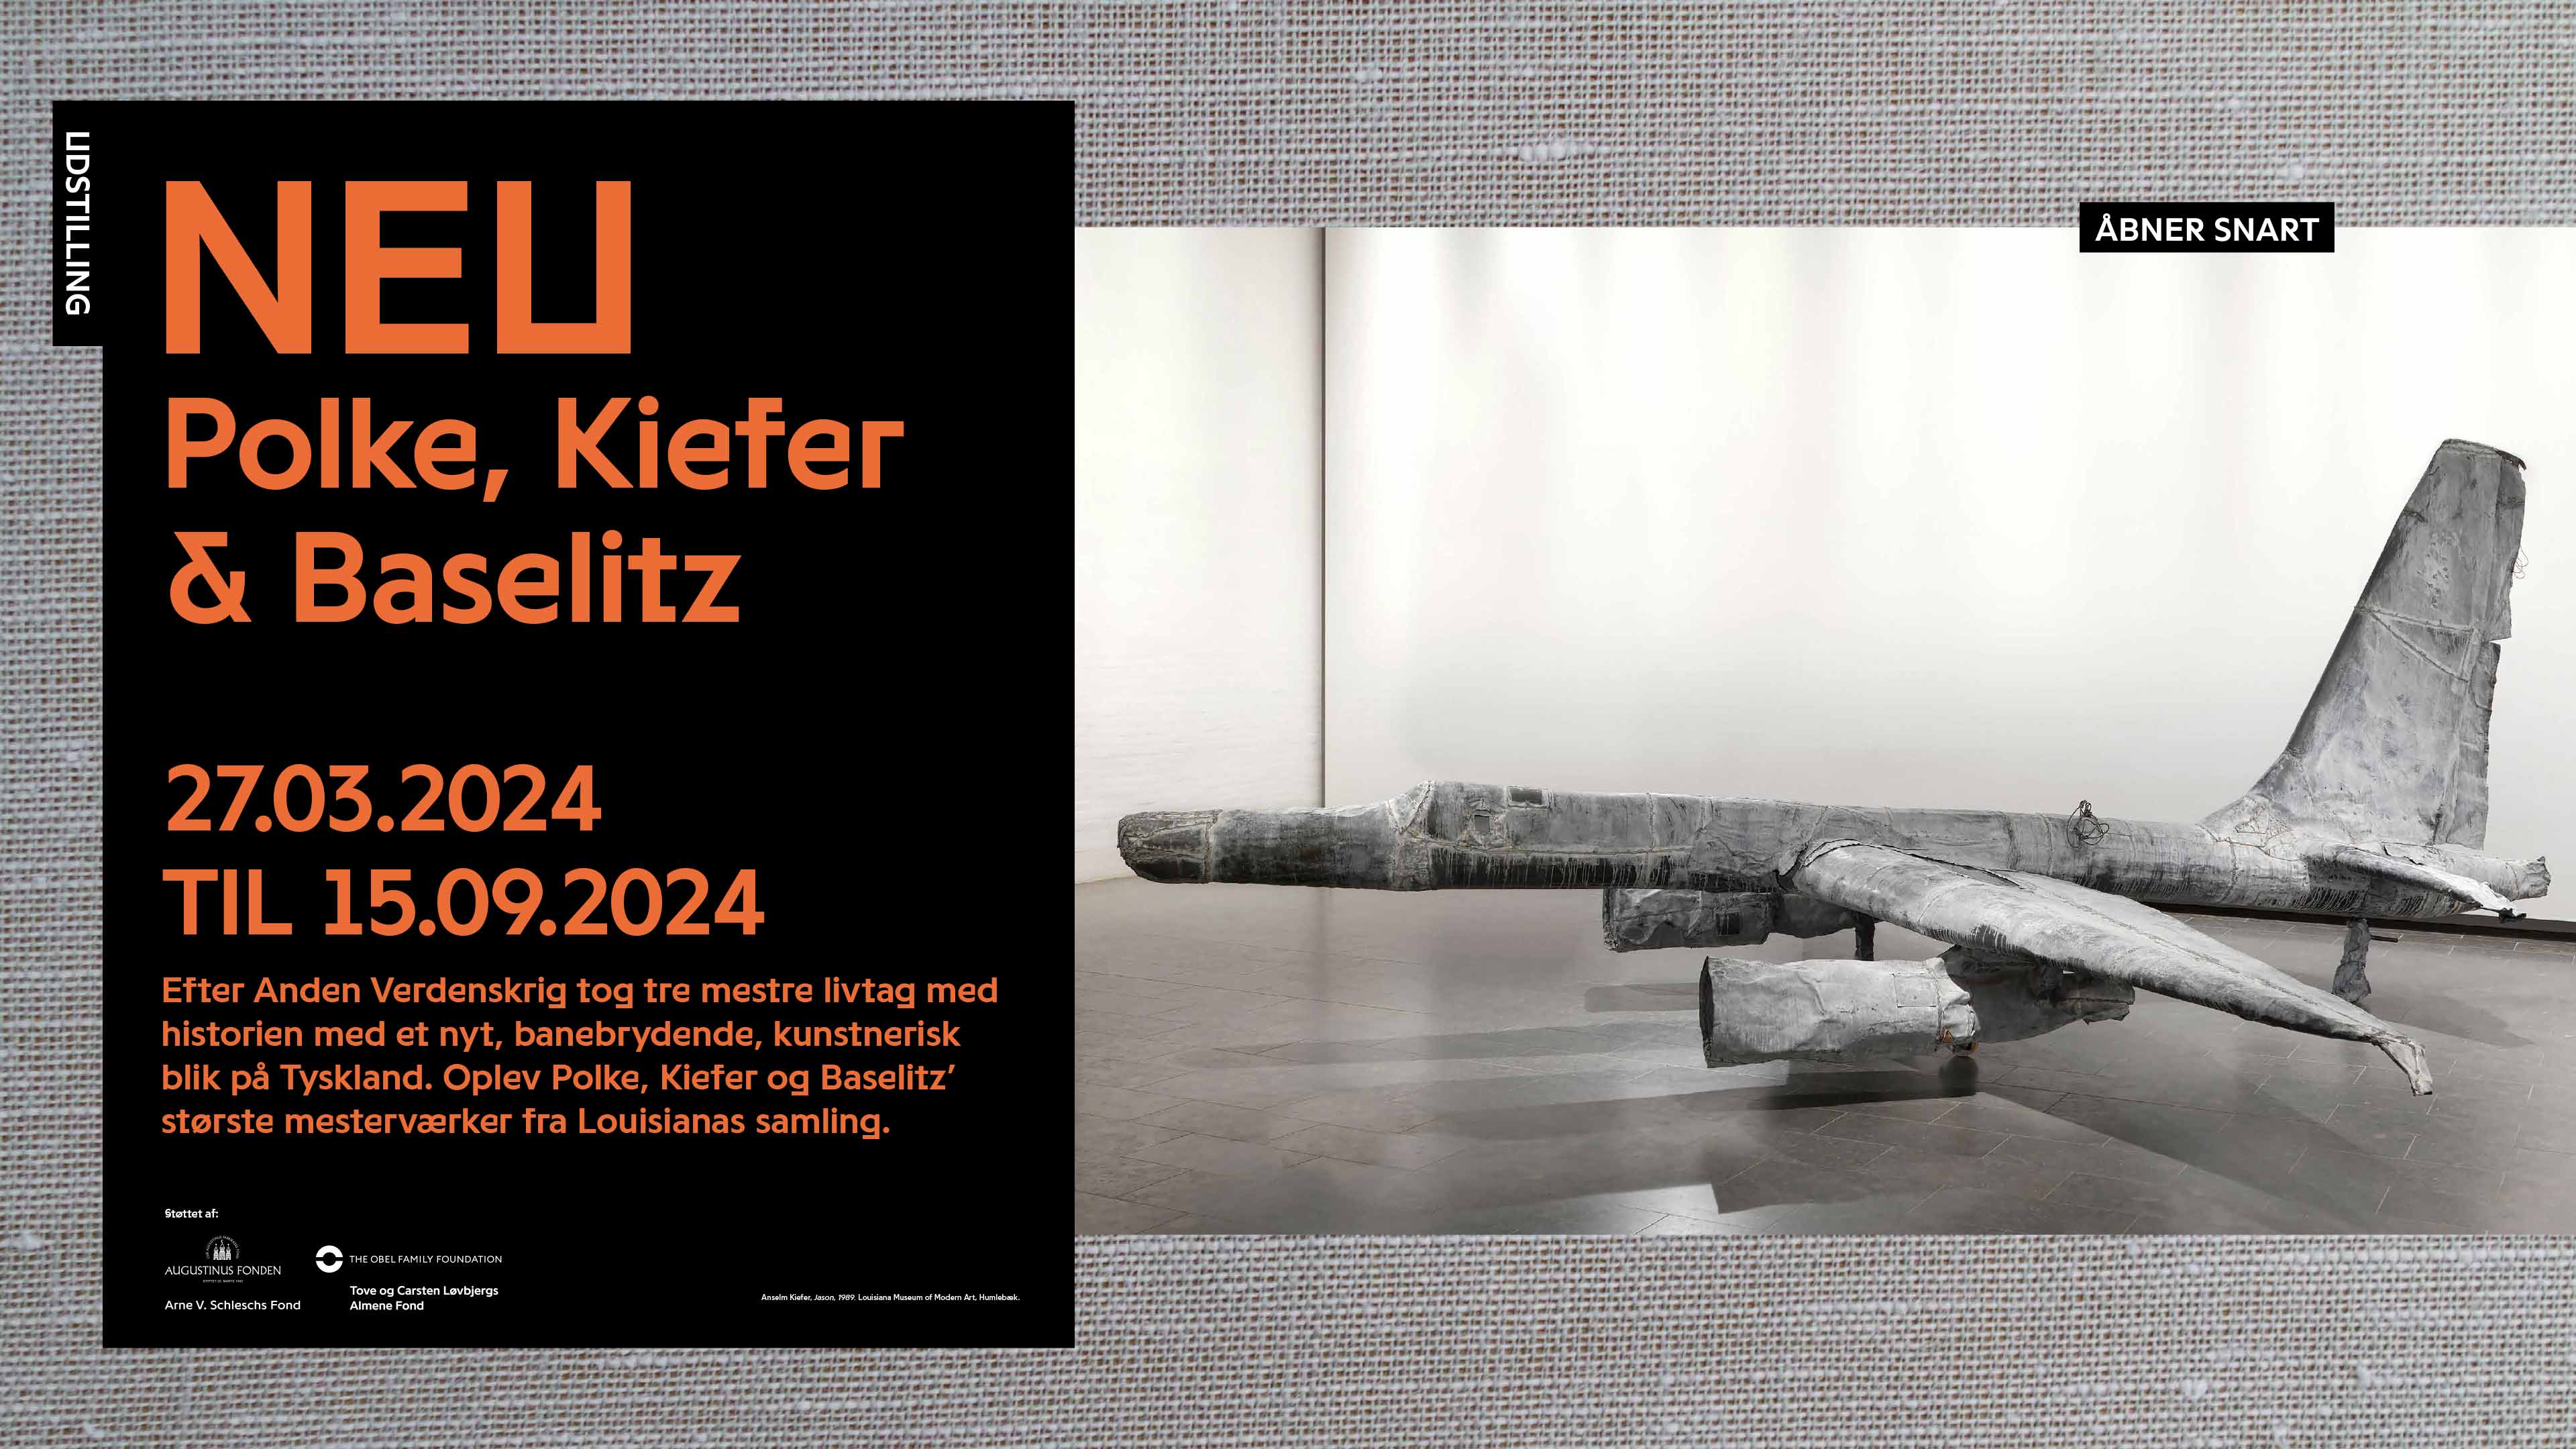 UDSTILLING
NEU
Polke, Kiefer
& Baselitz
27.03.2024
TIL 15.09.2024
Efter Anden Verdenskrig tog tre mestre livtag med
historien med et nyt, banebrydende, kunstnerisk
blik på Tyskland. Oplev Polke, Kiefer og Baselitz’
største mesterværker fra Louisianas samling.
Støttet af:
AUGUSTINUS FONDEN
THE OBEL FAMILY FOUNDATION
Arne V. Schleschs Fond
Tove og Carsten Løvbjergs
Almene Fond
Anselm Kiefer, Jason, 1989. Louisiana Museum of Modern Art, Humlebæk.
ÅBNER SNART